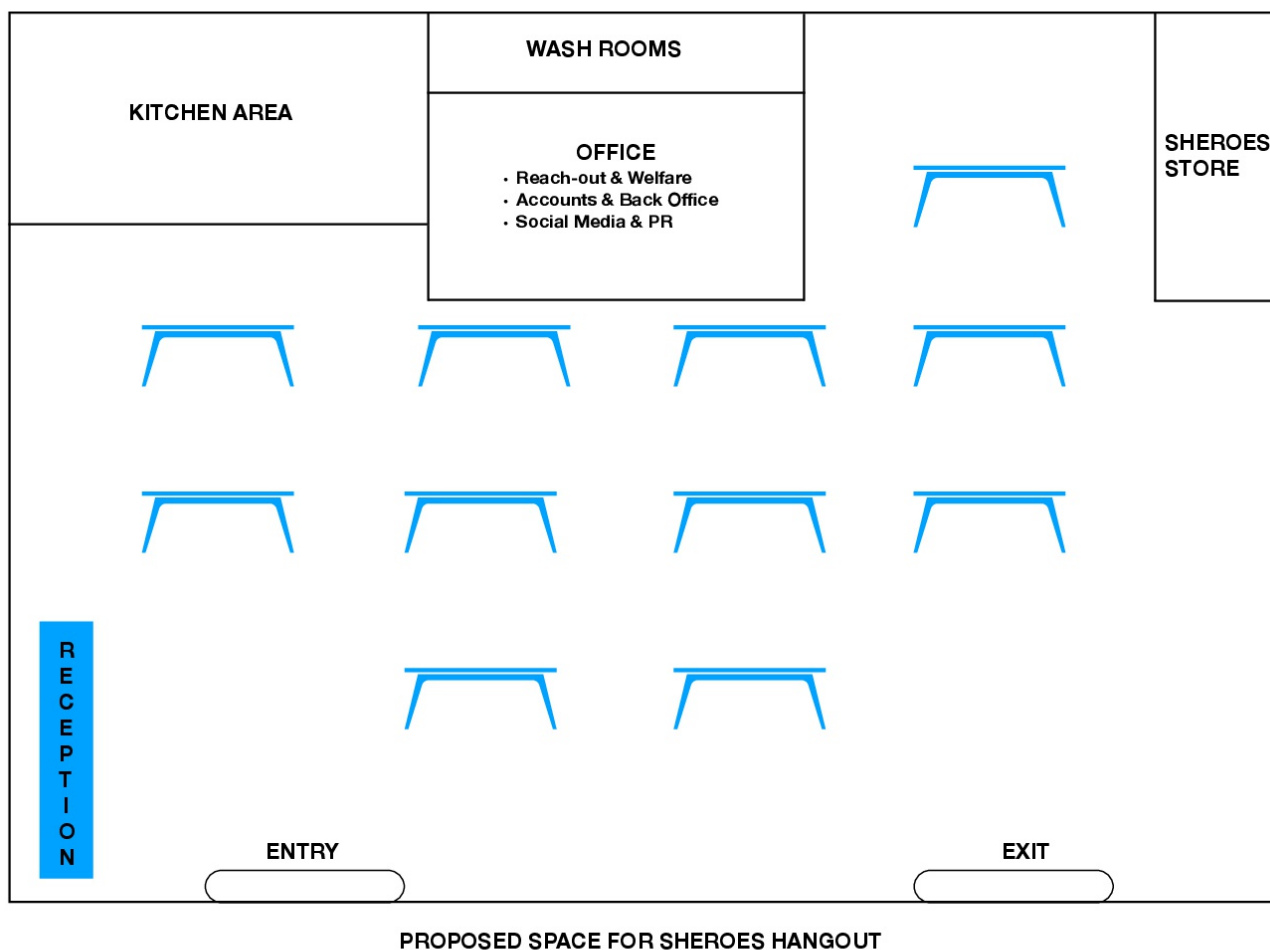 WASH ROOMS
KITCHEN AREA
OFFICE
• Reach-out & Welfare
• Accounts & Back Office
• Social Media & PR
SHEROES
STORE
RECEPTION
ENTRY
EXIT
PROPOSED SPACE FOR SHEROES HANGOUT